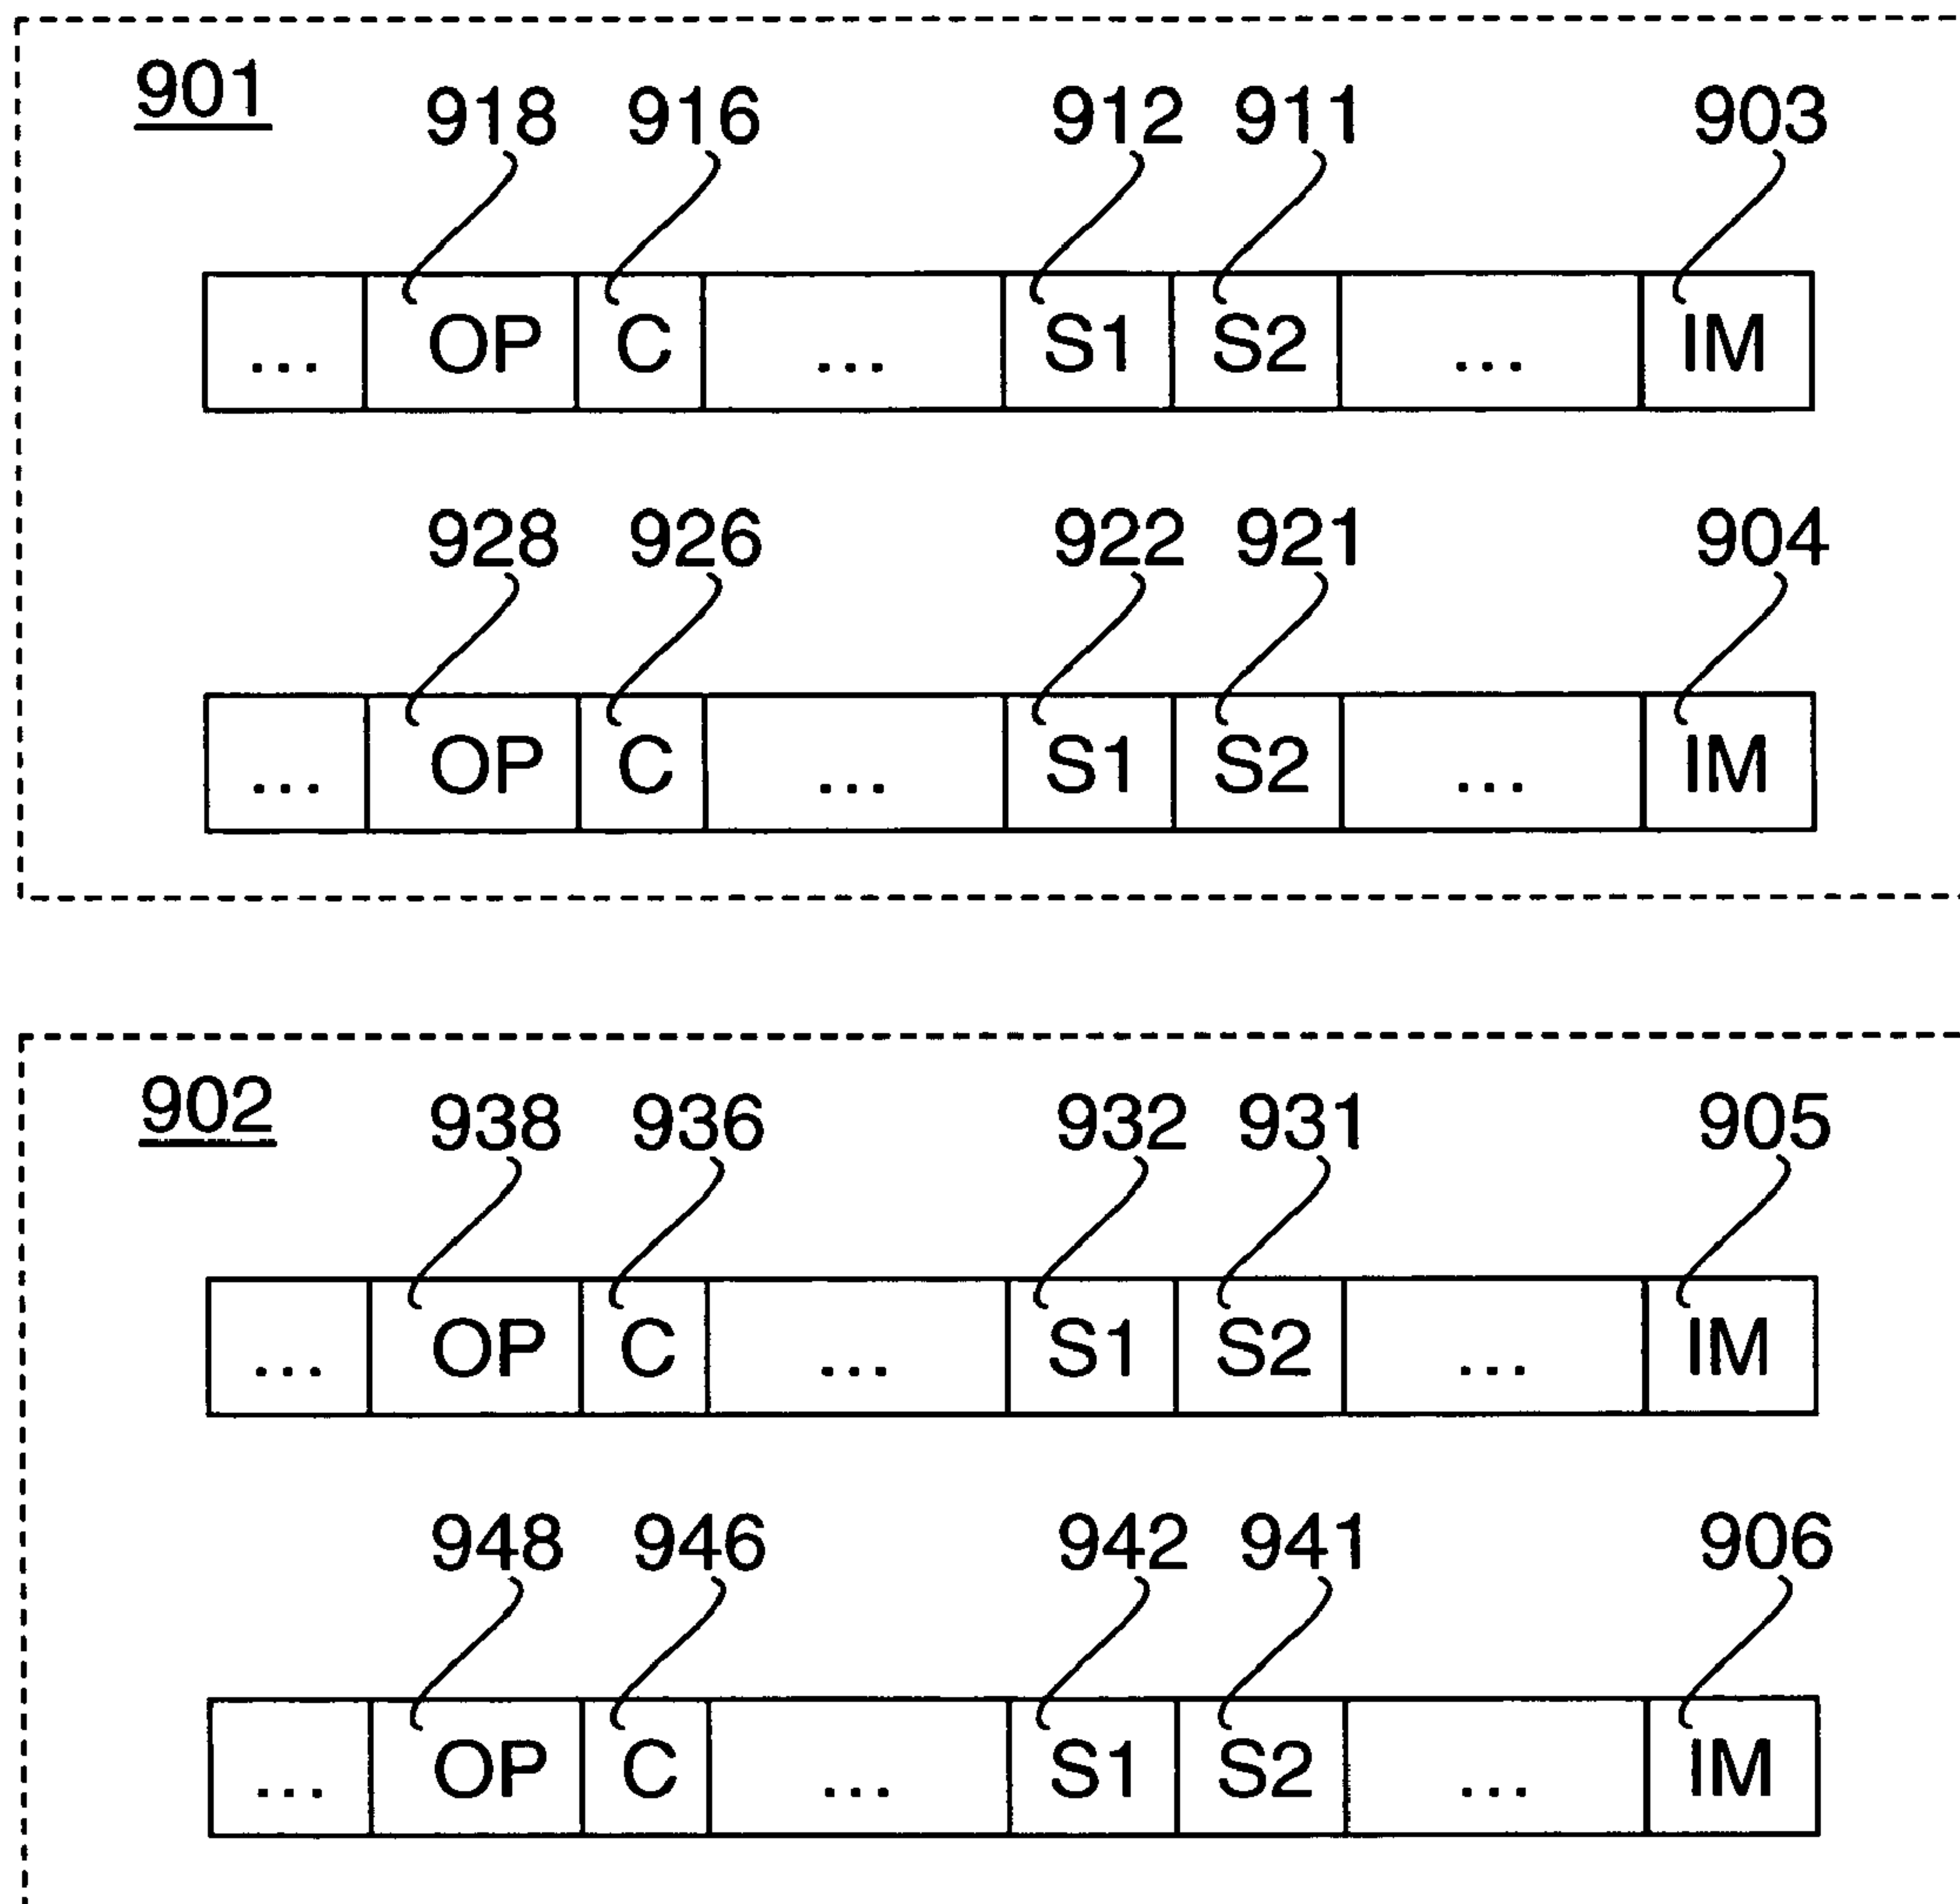 901
918 916 912 911 903
... OP C ... S1 S2 ... IM
928 926 922 921 904
... OP C ... S1 S2 ... IM
902
938 936 932 931 905
... OP C ... S1 S2 ... IM
948 946 942 941 906
... OP C ... S1 S2 ... IM